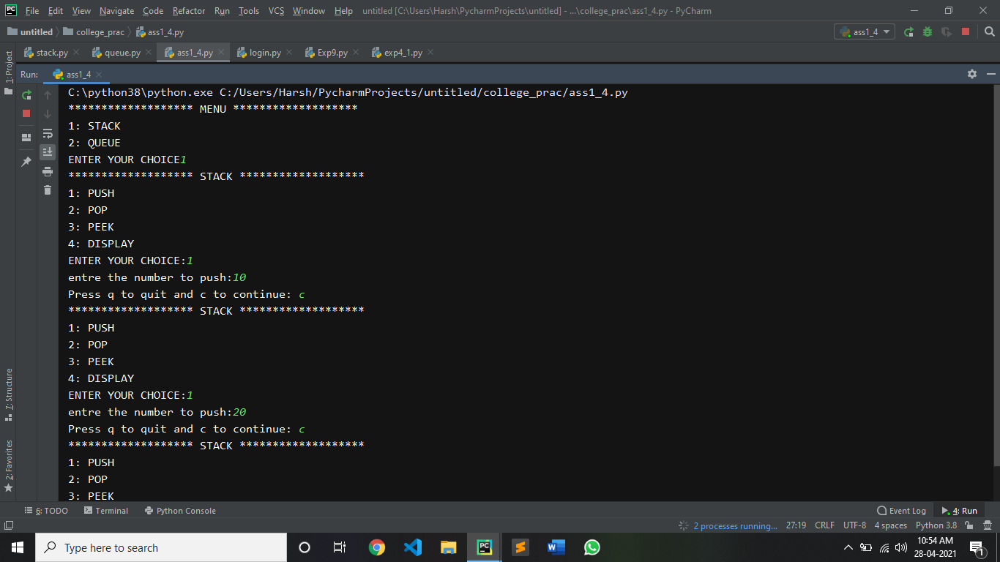 File Edit View Navigate Code Refactor Run Tools VCS Window Help untitled [C:\Users\Harsh\PycharmProjects\untitled] - ...\college_prac\ass1_4.py - PyCharm
untitled college_prac ass1_4.py ass1_4
stack.py queue.py ass1_4.py login.py Exp9.py exp4_1.py
1: Project
Run: ass1_4
C:\python38\python.exe C:/Users/Harsh/PycharmProjects/untitled/college_prac/ass1_4.py
******************* MENU *******************
1: STACK
2: QUEUE
ENTER YOUR CHOICE1
******************* STACK *******************
1: PUSH
2: POP
3: PEEK
4: DISPLAY
ENTER YOUR CHOICE:1
entre the number to push:10
Press q to quit and c to continue: c
******************* STACK *******************
1: PUSH
2: POP
3: PEEK
4: DISPLAY
ENTER YOUR CHOICE:1
entre the number to push:20
Press q to quit and c to continue: c
******************* STACK *******************
1: PUSH
2: POP
3: PEEK
7: Structure
2: Favorites
6: TODO Terminal Python Console Event Log 4: Run
2 processes running... 27:19 CRLF UTF-8 4 spaces Python 3.8
Type here to search
10:54 AM
28-04-2021
1